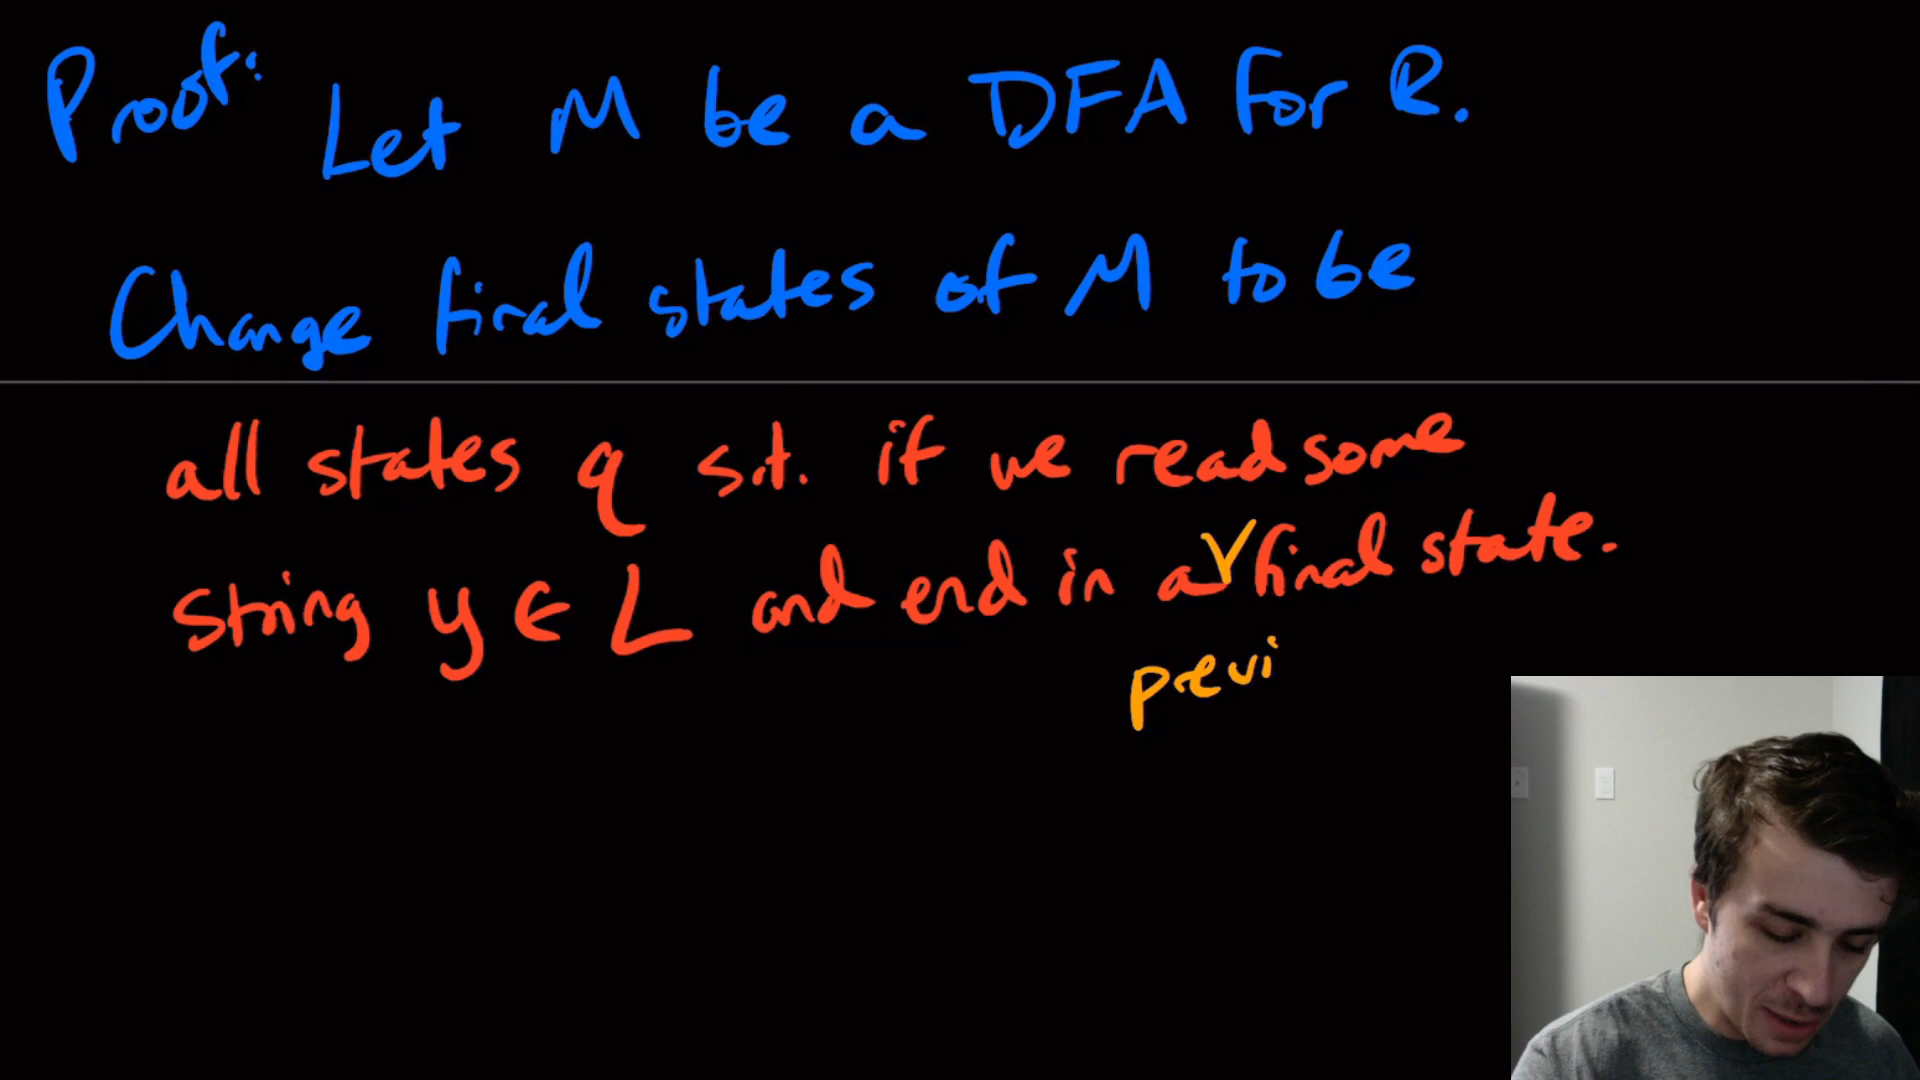 Proof: Let M be a DFA for R.
Change final states of M to be
all states q s.t. if we read some
string y ∈ L and end in a final state.
previ